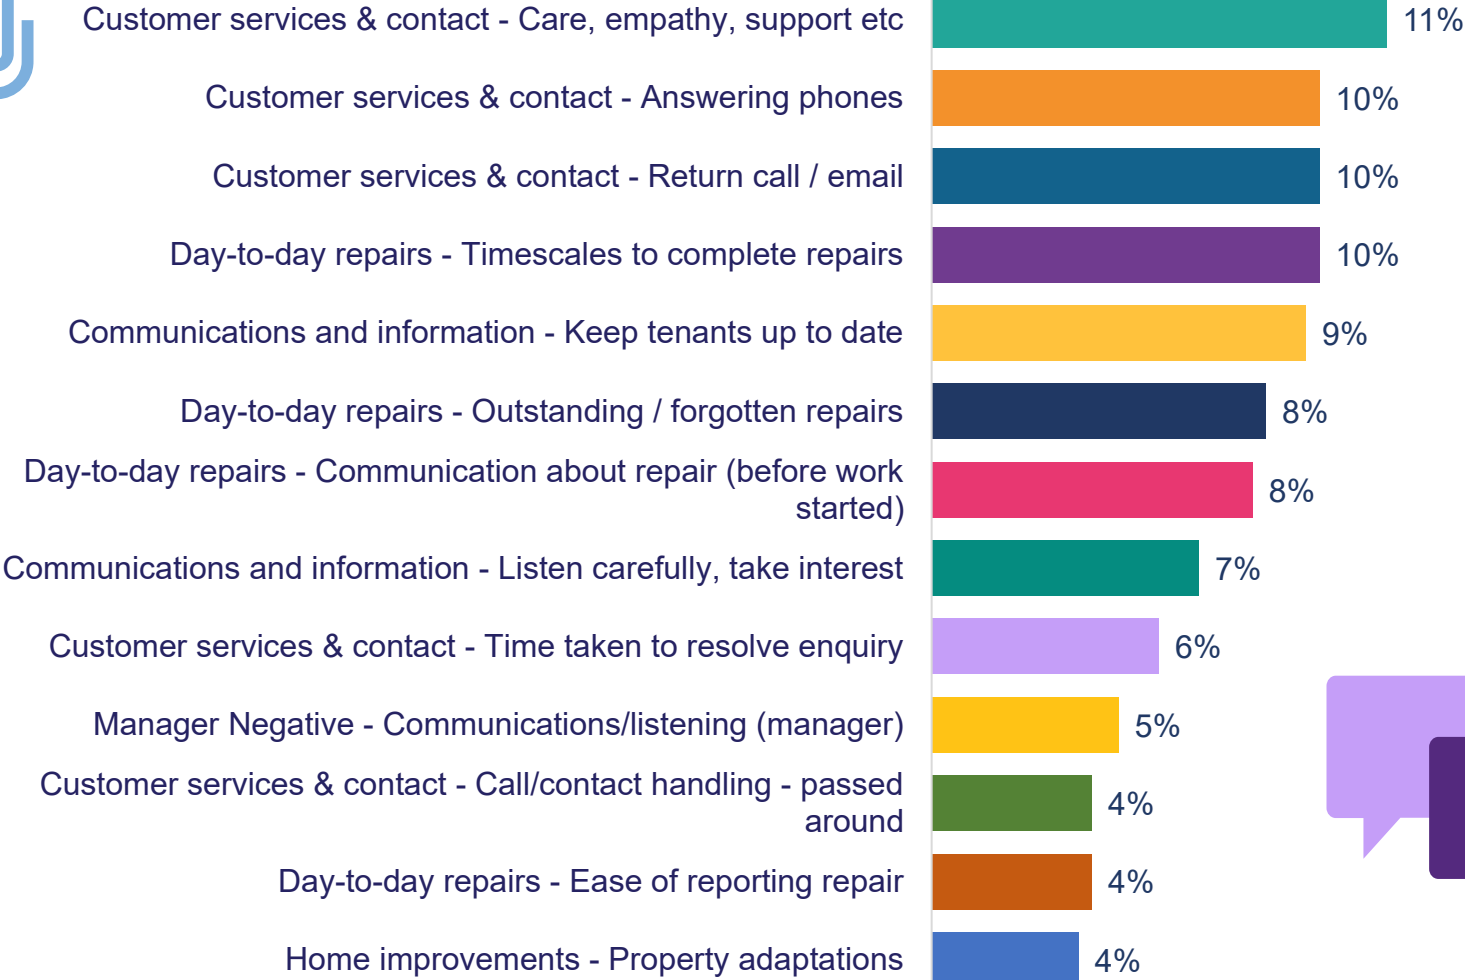 Customer services & contact - Care, empathy, support etc 11%
Customer services & contact - Answering phones 10%
Customer services & contact - Return call / email 10%
Day-to-day repairs - Timescales to complete repairs 10%
Communications and information - Keep tenants up to date 9%
Day-to-day repairs - Outstanding / forgotten repairs 8%
Day-to-day repairs - Communication about repair (before work
started) 8%
Communications and information - Listen carefully, take interest 7%
Customer services & contact - Time taken to resolve enquiry 6%
Manager Negative - Communications/listening (manager) 5%
Customer services & contact - Call/contact handling - passed
around 4%
Day-to-day repairs - Ease of reporting repair 4%
Home improvements - Property adaptations 4%